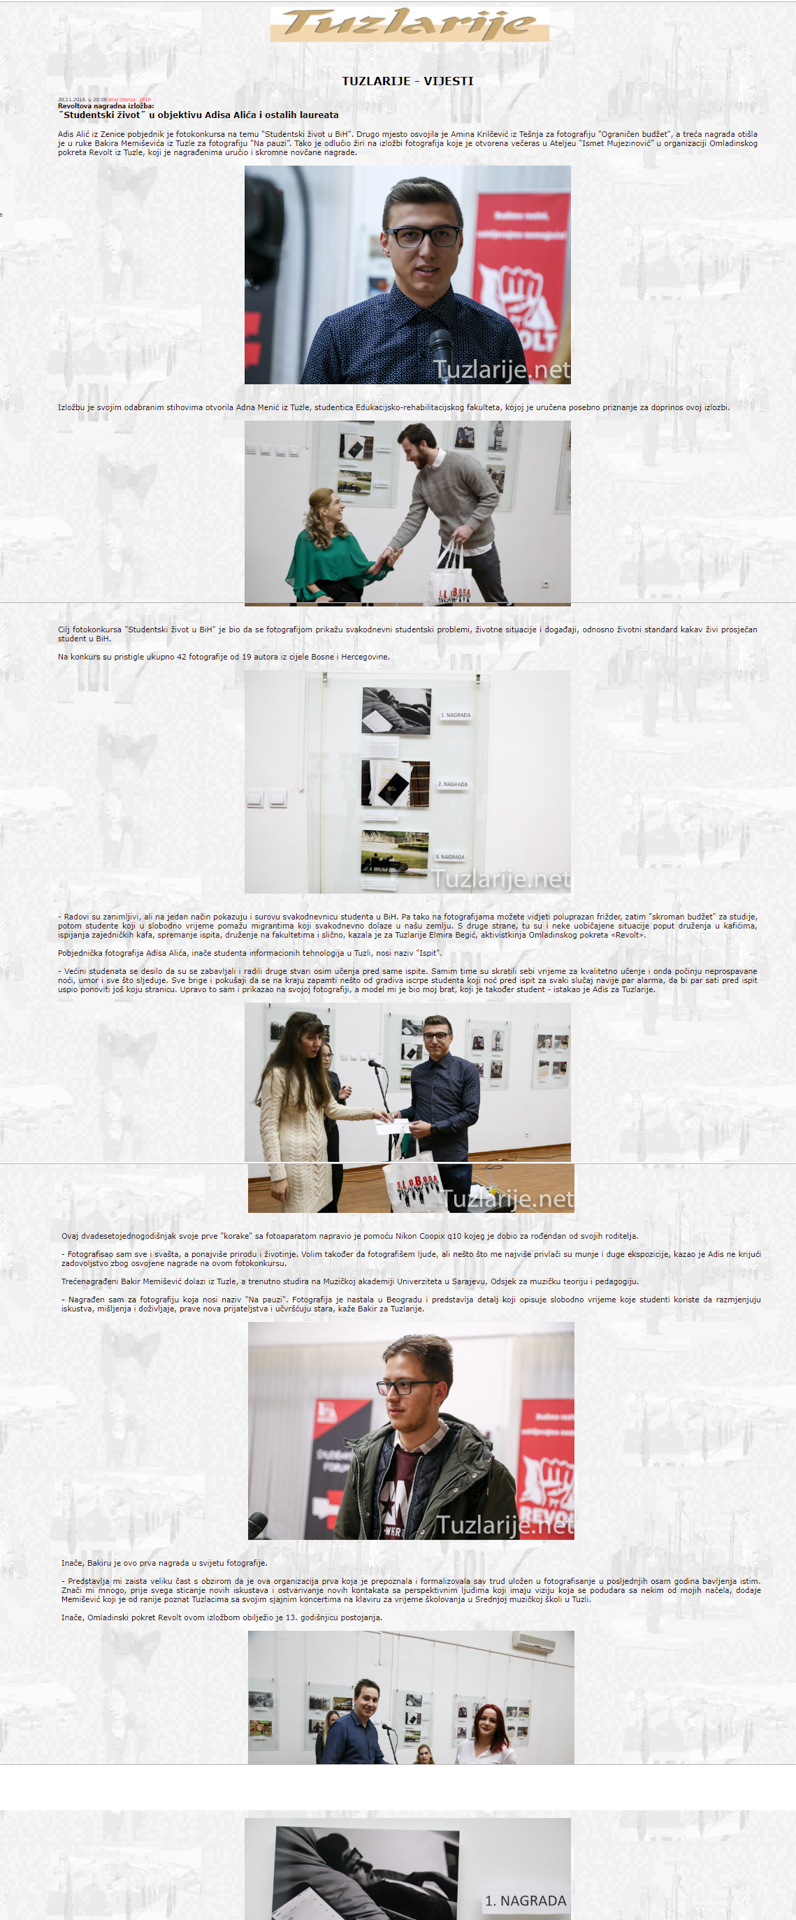 Tuzlarije
TUZLARIJE - VIJESTI
30.11.2018. u 20:58
Revoltova nagradna izložba:
˝Studentski život˝ u objektivu Adisa Alića i ostalih laureata
Adis Alić iz Zenice pobjednik je fotokonkursa na temu "Studentski život u BiH". Drugo mjesto osvojila je Amina Krilčević iz Tešnja za fotografiju "Ograničen budžet", a treća nagrada otišla
je u ruke Bakira Memiševića iz Tuzle za fotografiju "Na pauzi". Tako je odlučio žiri na izložbi fotografija koje je otvorena večeras u Ateljeu "Ismet Mujezinović" u organizaciji Omladinskog
pokreta Revolt iz Tuzle, koji je nagrađenima uručio i skromne novčane nagrade.
REVOLT
Tuzlarije.net
Izložbu je svojim odabranim stihovima otvorila Adna Menić iz Tuzle, studentica Edukacijsko-rehabilitacijskog fakulteta, kojoj je uručena posebno priznanje za doprinos ovoj izlozbi.
SLOBORA
Cilj fotokonkursa "Studentski život u BiH" je bio da se fotografijom prikažu svakodnevni studentski problemi, životne situacije i događaji, odnosno životni standard kakav živi prosječan
student u BiH.
Na konkurs su pristigle ukupno 42 fotografije od 19 autora iz cijele Bosne i Hercegovine.
1. NAGRADA
2. NAGRADA
3. NAGRADA
Tuzlarije.net
- Radovi su zanimljivi, ali na jedan način pokazuju i surovu svakodnevnicu studenta u BiH. Pa tako na fotografijama možete vidjeti poluprazan frižder, zatim "skroman budžet" za studije,
potom studente koji u slobodno vrijeme pomažu migrantima koji svakodnevno dolaze u našu zemlju. S druge strane, tu su i neke uobičajene situacije poput druženja u kafićima,
ispijanja zajedničkih kafa, spremanje ispita, druženje na fakultetima i slično, kazala je za Tuzlarije Elmira Begić, aktivistkinja Omladinskog pokreta «Revolt».
Pobjednička fotografija Adisa Alića, inače studenta informacionih tehnologija u Tuzli, nosi naziv "Ispit".
- Većini studenata se desilo da su se zabavljali i radili druge stvari osim učenja pred same ispite. Samim time su skratili sebi vrijeme za kvalitetno učenje i onda počinju neprospavane
noći, umor i sve što sljeduje. Sve brige i pokušaji da se na kraju zapamti nešto od gradiva iscrpe studenta koji noć pred ispit za svaki slučaj navije par alarma, da bi par sati pred ispit
uspio ponoviti još koju stranicu. Upravo to sam i prikazao na svojoj fotografiji, a model mi je bio moj brat, koji je također student - istakao je Adis za Tuzlarije.
SLOBORA
Tuzlarije.net
Ovaj dvadesetojednogodišnjak svoje prve "korake" sa fotoaparatom napravio je pomoću Nikon Coopix q10 kojeg je dobio za rođendan od svojih roditelja.
- Fotografisao sam sve i svašta, a ponajviše prirodu i životinje. Volim također da fotografišem ljude, ali nešto što me najviše privlači su munje i duge ekspozicije, kazao je Adis ne krijući
zadovoljstvo zbog osvojene nagrade na ovom fotokonkursu.
Trećenagrađeni Bakir Memišević dolazi iz Tuzle, a trenutno studira na Muzičkoj akademiji Univerziteta u Sarajevu, Odsjek za muzičku teoriju i pedagogiju.
- Nagrađen sam za fotografiju koja nosi naziv "Na pauzi". Fotografija je nastala u Beogradu i predstavlja detalj koji opisuje slobodno vrijeme koje studenti koriste da razmjenjuju
iskustva, mišljenja i doživljaje, prave nova prijateljstva i učvršćuju stara, kaže Bakir za Tuzlarije.
REVOLT
Tuzlarije.net
Inače, Bakiru je ovo prva nagrada u svijetu fotografije.
- Predstavlja mi zaista veliku čast s obzirom da je ova organizacija prva koja je prepoznala i formalizovala sav trud uložen u fotografisanje u posljednjih osam godina bavljenja istim.
Znači mi mnogo, prije svega sticanje novih iskustava i ostvarivanje novih kontakata sa perspektivnim ljudima koji imaju viziju koja se podudara sa nekim od mojih načela, dodaje
Memišević koji je od ranije poznat Tuzlacima sa svojim sjajnim koncertima na klaviru za vrijeme školovanja u Srednjoj muzičkoj školi u Tuzli.
Inače, Omladinski pokret Revolt ovom izložbom obilježio je 13. godišnjicu postojanja.
1. NAGRADA